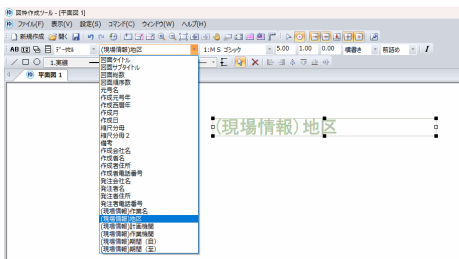 図枠作成ツール - [平面図 1]
ファイル(F) 表示(V) 設定(S) コマンド(C) ウィンドウ(W) ヘルプ(H)
新規作成 開く
AB データ名 (現場情報)地区 1:MS ゴシック 5.00 1.00 0.00 横書き 前詰め I
1.実線
平面図 1
図面タイトル
図面サブタイトル
図面総数
図面順序数
元号名
作成元号年
作成西暦年
作成月
作成日
縮尺分母
縮尺分母2
備考
作成会社名
作成者名
作成者住所
作成者電話番号
発注会社名
発注者名
発注者住所
発注者電話番号
(現場情報)作業名
(現場情報)地区
(現場情報)計画機関
(現場情報)作業機関
(現場情報)期間(自)
(現場情報)期間(至)
(現場情報)地区